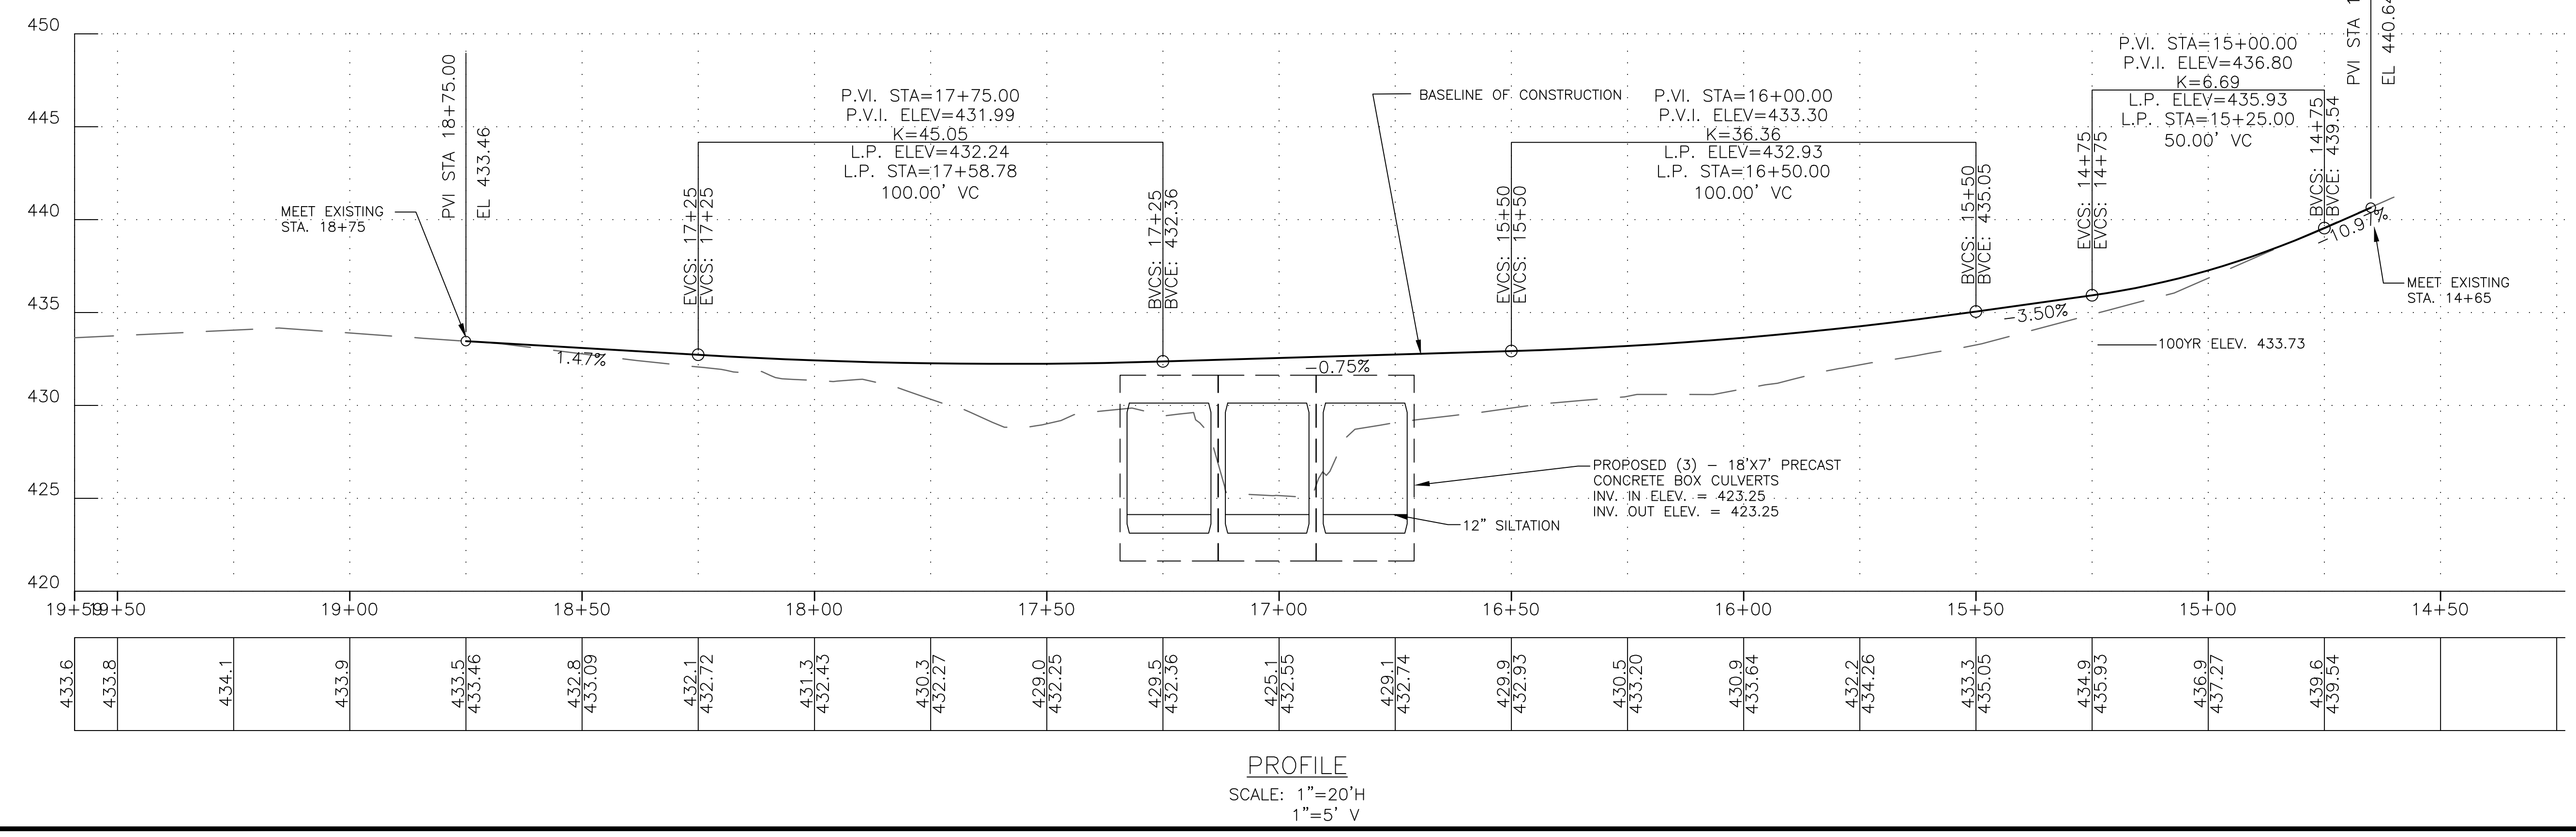 450
445
440
435
430
425
420
PVI STA 18+75.00
EL 433.46
MEET EXISTING
STA. 18+75
1.47%
EVCS: 17+25
EVCS: 17+25
P.VI. STA=17+75.00
P.V.I. ELEV=431.99
K=45.05
L.P. ELEV=432.24
L.P. STA=17+58.78
100.00' VC
BVCS: 17+25
BVCE: 432.36
BASELINE OF CONSTRUCTION
-0.75%
EVCS: 15+50
EVCS: 15+50
P.VI. STA=16+00.00
P.V.I. ELEV=433.30
K=36.36
L.P. ELEV=432.93
L.P. STA=16+50.00
100.00' VC
BVCS: 15+50
BVCE: 435.05
-3.50%
EVCS: 14+75
EVCS: 14+75
P.VI. STA=15+00.00
P.V.I. ELEV=436.80
K=6.69
L.P. ELEV=435.93
L.P. STA=15+25.00
50.00' VC
BVCS: 14+75
BVCE: 439.54
PVI STA 1
EL 440.64
-10.97%
MEET EXISTING
STA. 14+65
100YR ELEV. 433.73
PROPOSED (3) - 18'X7' PRECAST
CONCRETE BOX CULVERTS
INV. IN ELEV. = 423.25
INV. OUT ELEV. = 423.25
12" SILTATION
19+59 19+50 19+00 18+50 18+00 17+50 17+00 16+50 16+00 15+50 15+00 14+50
433.6
433.8
434.1
433.9
433.5
433.46
432.8
433.09
432.1
432.72
431.3
432.43
430.3
432.27
429.0
432.25
429.5
432.36
425.1
432.55
429.1
432.74
429.9
432.93
430.5
433.20
430.9
433.64
432.2
434.26
433.3
435.05
434.9
435.93
436.9
437.27
439.6
439.54
PROFILE
SCALE: 1"=20'H
1"=5' V